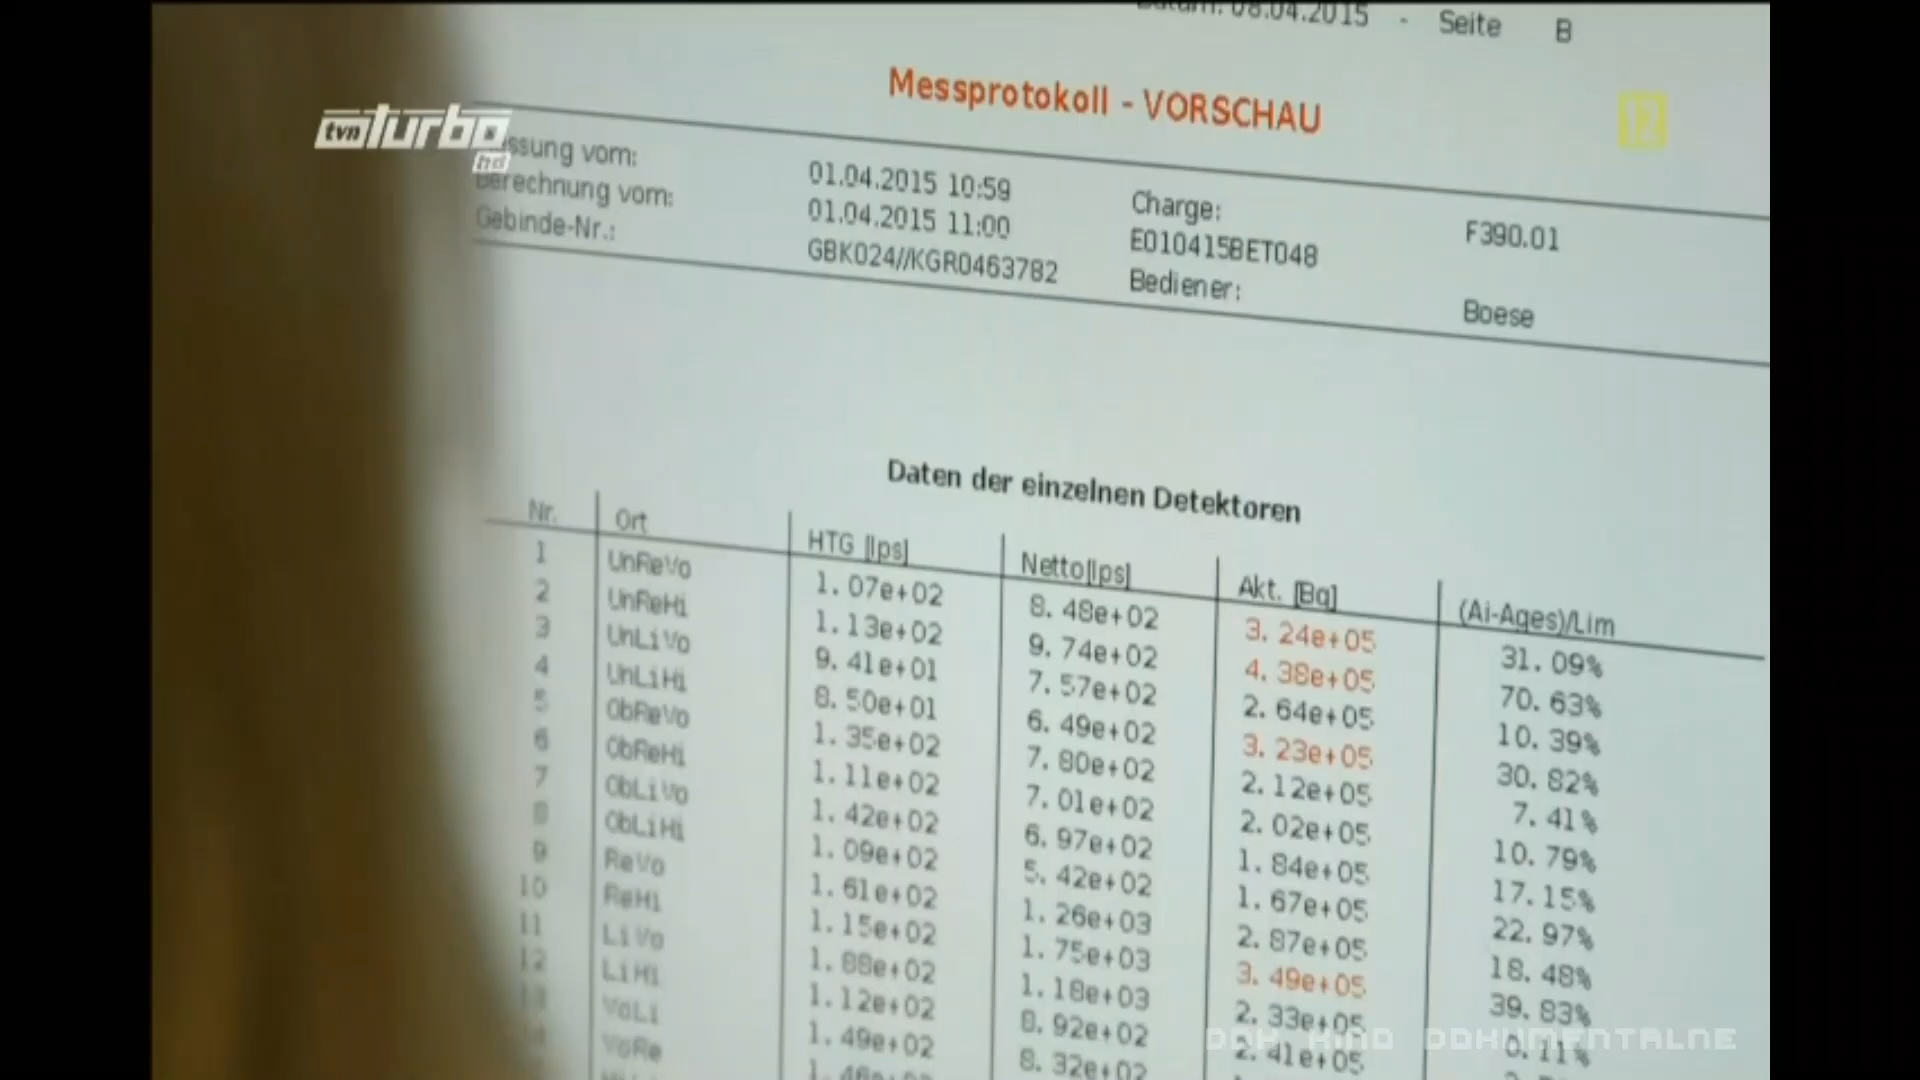 Datum: 08.04.2015 - Seite B
Messprotokoll - VORSCHAU
tvn turbo hd
12
ssung vom: 01.04.2015 10:59 Charge: F390.01
Berechnung vom: 01.04.2015 11:00 E010415BET048
Gebinde-Nr.: GBK024//KGR0463782 Bediener: Boese
Daten der einzelnen Detektoren
Nr. Ort HTG [Ips] Netto[Ips] Akt. [Bq] (Ai-Ages)/Lim
1 UnReVo 1.07e+02 8.48e+02 3.24e+05 31.09%
2 UnReHi 1.13e+02 9.74e+02 4.38e+05 70.63%
3 UnLiVo 9.41e+01 7.57e+02 2.64e+05 10.39%
4 UnLiHi 8.50e+01 6.49e+02 3.23e+05 30.82%
5 ObReVo 1.35e+02 7.80e+02 2.12e+05 7.41%
6 ObReHi 1.11e+02 7.01e+02 2.02e+05 10.79%
7 ObLiVo 1.42e+02 6.97e+02 1.84e+05 17.15%
8 ObLiHi 1.09e+02 5.42e+02 1.67e+05 22.97%
9 ReVo 1.61e+02 1.26e+03 2.87e+05 18.48%
10 ReHi 1.15e+02 1.75e+03 3.49e+05 39.83%
11 LiVo 1.88e+02 1.18e+03 2.33e+05 0.11%
12 LiHi 1.12e+02 8.92e+02 2.41e+05
13 VoLi 1.49e+02 8.32e+02
VoRe
DOKUMENTALNE